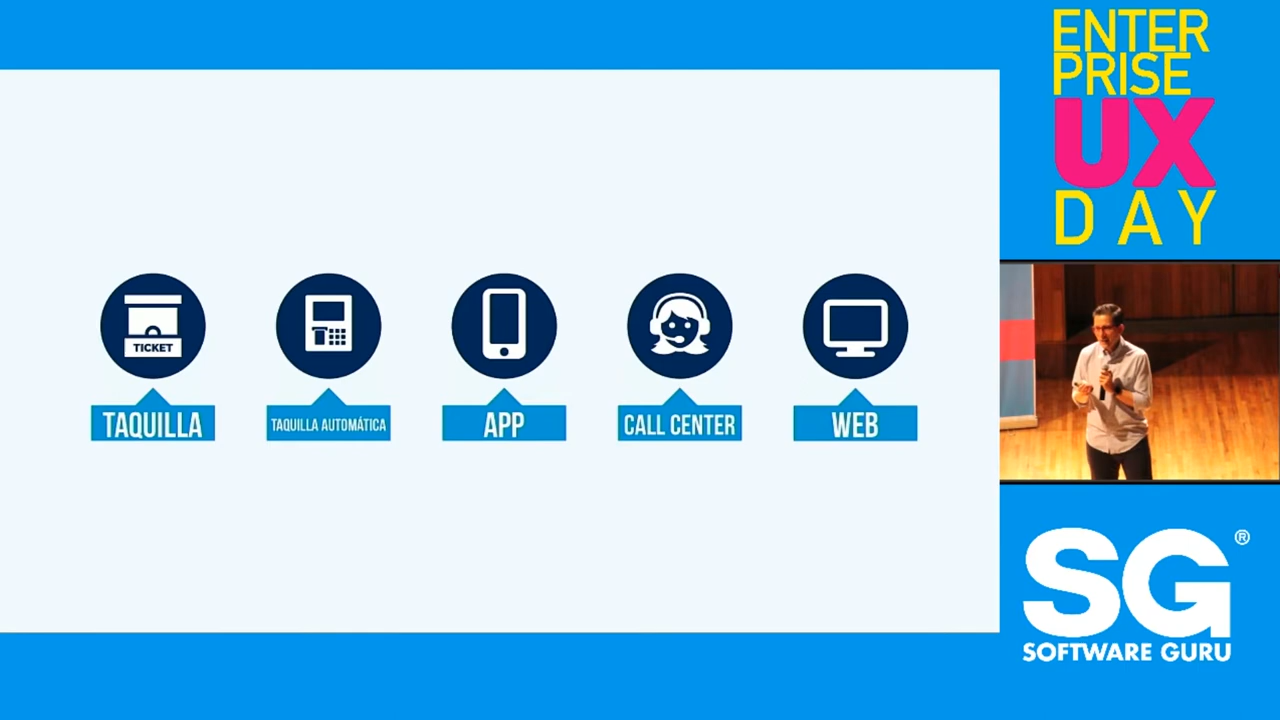 TICKET
TAQUILLA
TAQUILLA AUTOMÁTICA
APP
CALL CENTER
WEB
ENTER
PRISE
UX
DAY
SG®
SOFTWARE GURU